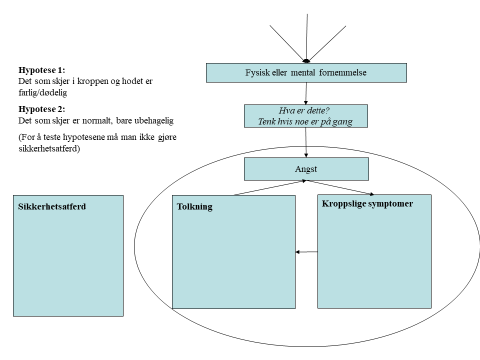 Hypotese 1:
Det som skjer i kroppen og hodet er
farlig/dødelig
Hypotese 2:
Det som skjer er normalt, bare ubehagelig
(For å teste hypotesene må man ikke gjøre
sikkerhetsatferd)
Fysisk eller mental fornemmelse
Hva er dette?
Tenk hvis noe er på gang
Angst
Sikkerhetsatferd
Tolkning
Kroppslige symptomer